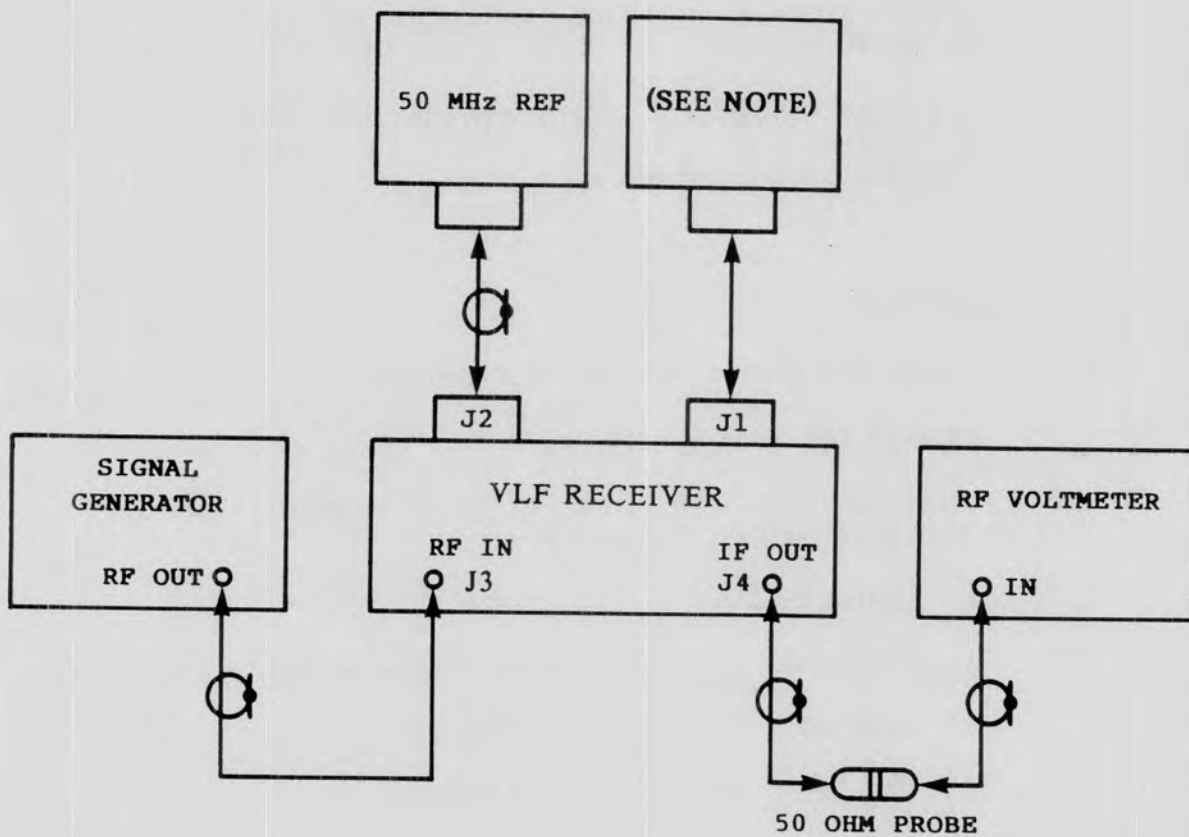 50 MHz REF
(SEE NOTE)
J2
J1
SIGNAL
GENERATOR
RF OUT
VLF RECEIVER
RF IN
J3
IF OUT
J4
RF VOLTMETER
IN
50 OHM PROBE